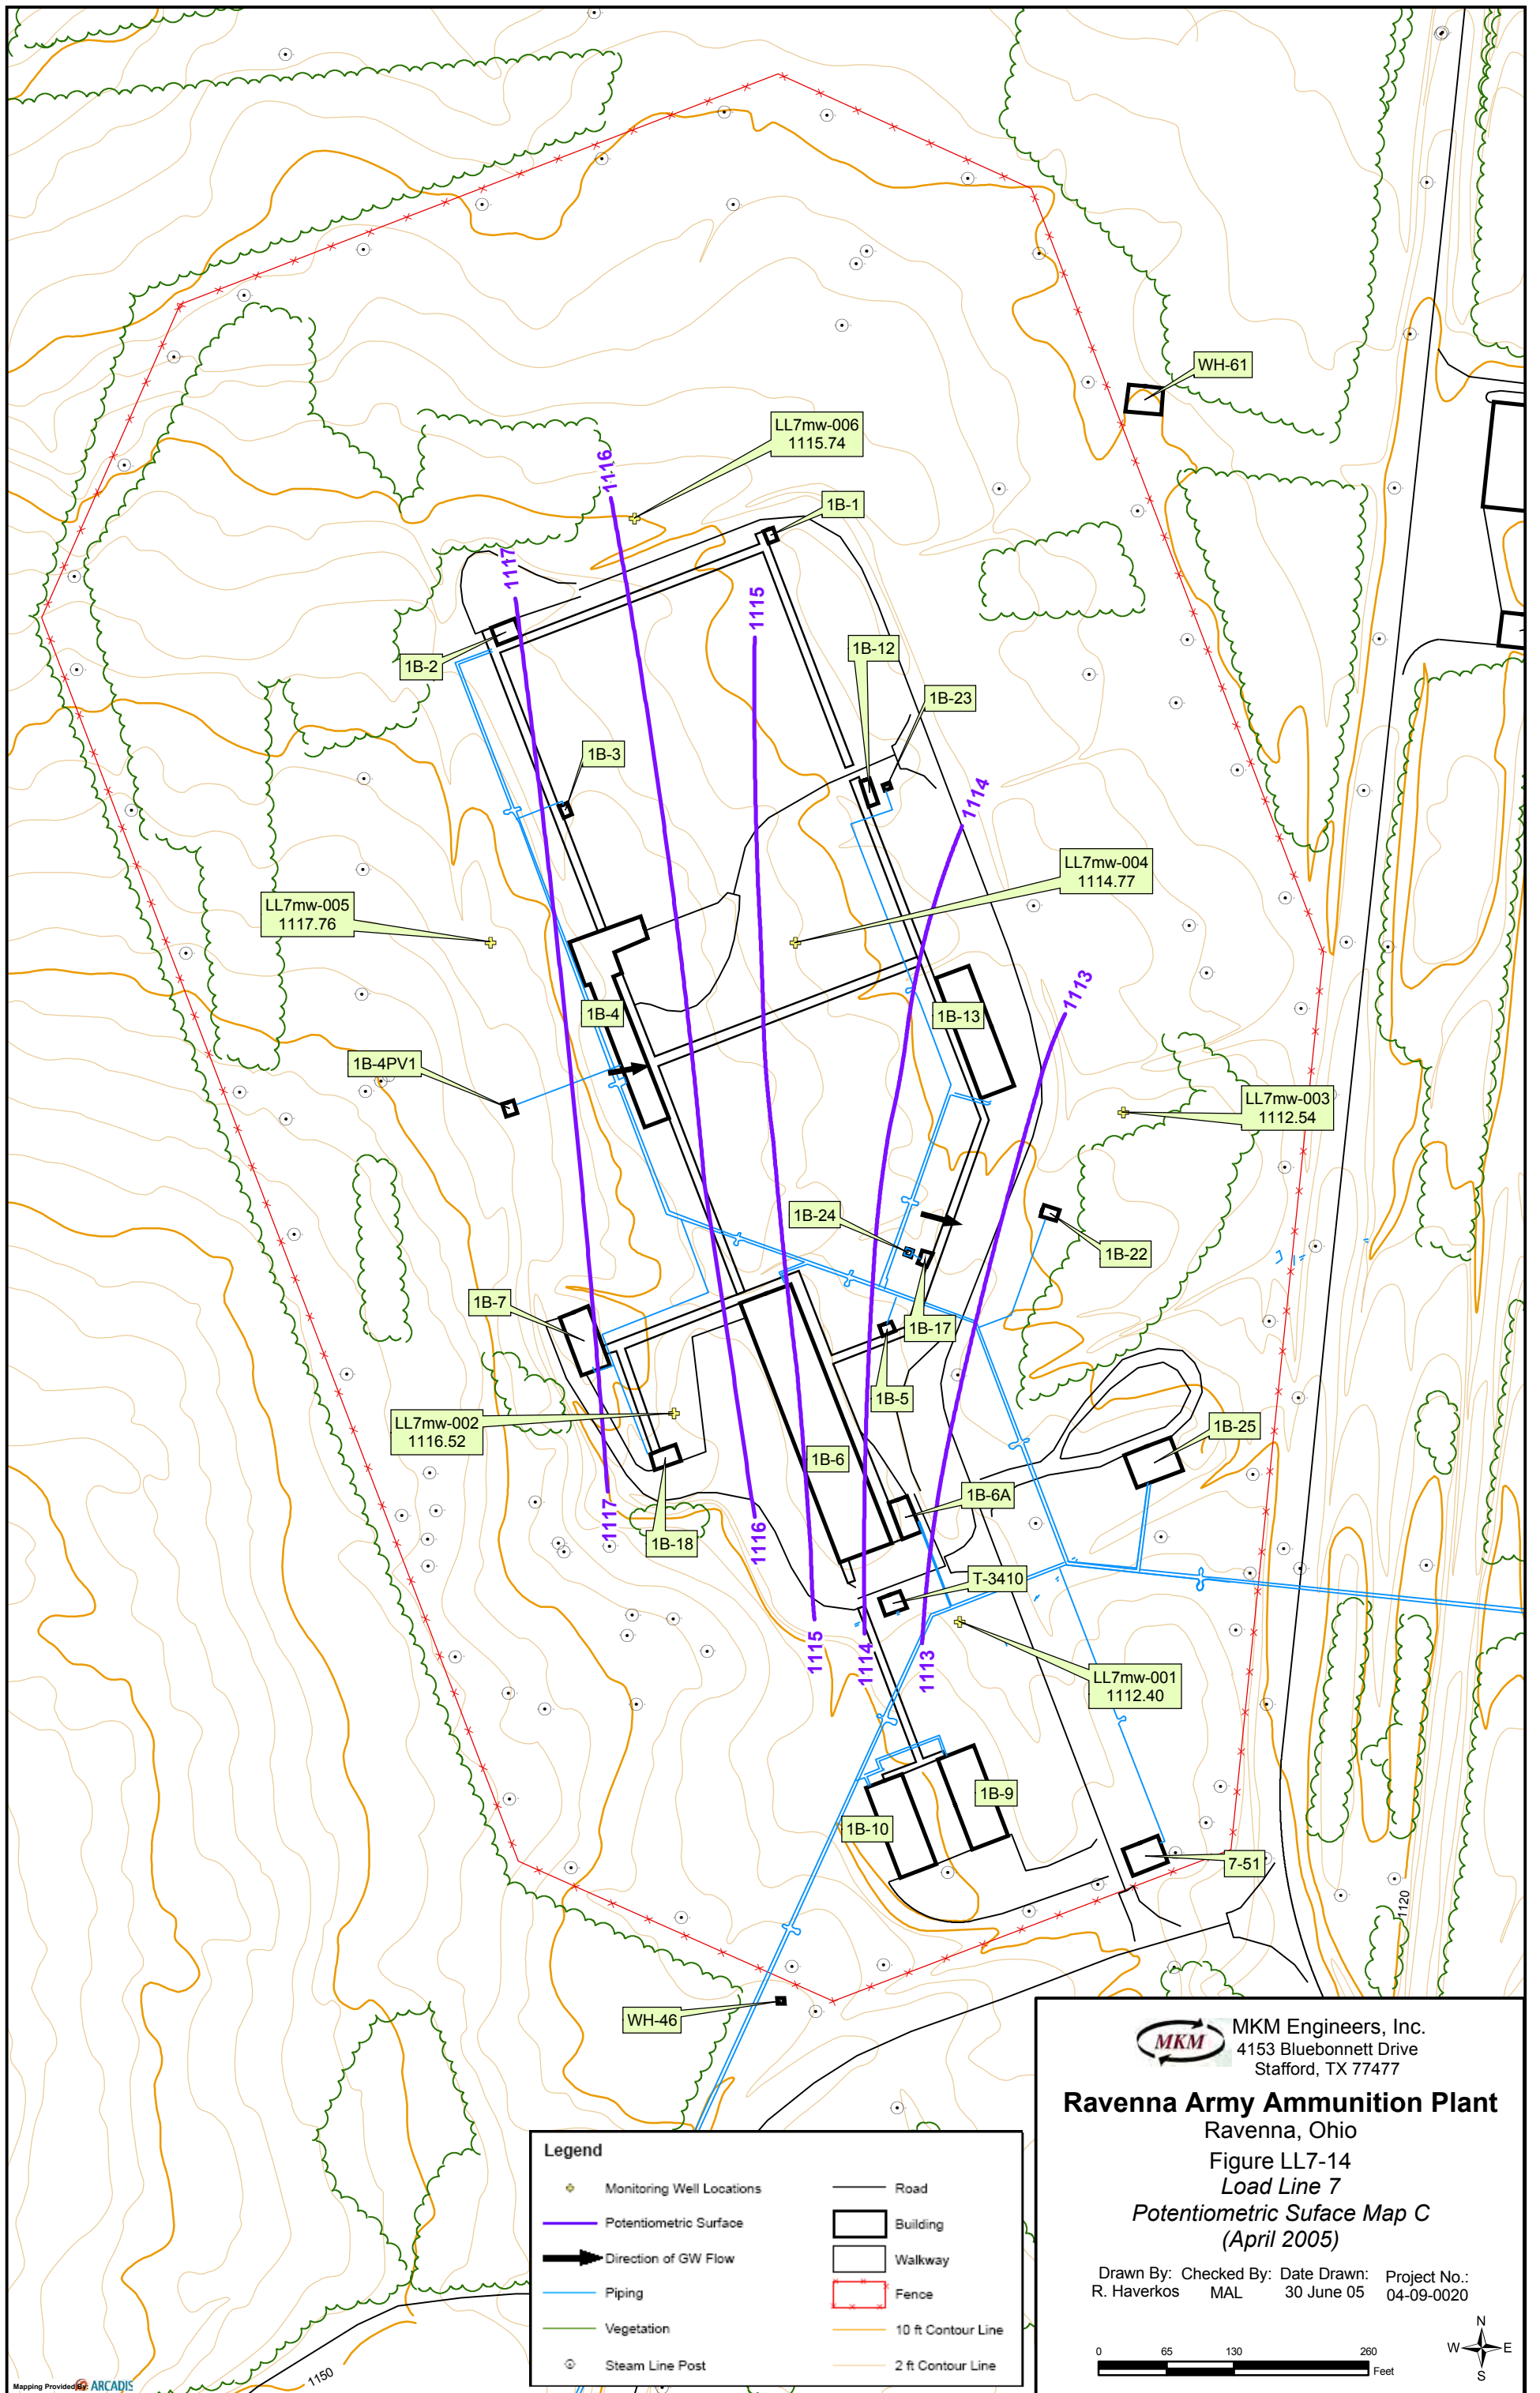 WH-61
LL7mw-006
1115.74
1116
1B-1
1117
1115
1B-12
1B-2
1B-23
1B-3
1114
LL7mw-004
1114.77
LL7mw-005
1117.76
1113
1B-4
1B-13
1B-4PV1
LL7mw-003
1112.54
1B-24
1B-22
1B-7
1B-17
1B-5
LL7mw-002
1116.52
1B-25
1B-6
1B-6A
1117
1B-18
1116
T-3410
1115
1114
1113
LL7mw-001
1112.40
1B-9
1B-10
7-51
1120
WH-46
MKM
MKM Engineers, Inc.
4153 Bluebonnett Drive
Stafford, TX 77477
Ravenna Army Ammunition Plant
Ravenna, Ohio
Figure LL7-14
Load Line 7
Potentiometric Suface Map C
(April 2005)
Drawn By: Checked By: Date Drawn: Project No.:
R. Haverkos MAL 30 June 05 04-09-0020
N
W E
S
0 65 130 260
Feet
Legend
Monitoring Well Locations
Road
Potentiometric Surface
Building
Direction of GW Flow
Walkway
Piping
Fence
Vegetation
10 ft Contour Line
Steam Line Post
2 ft Contour Line
1150
Mapping Provided By: ARCADIS